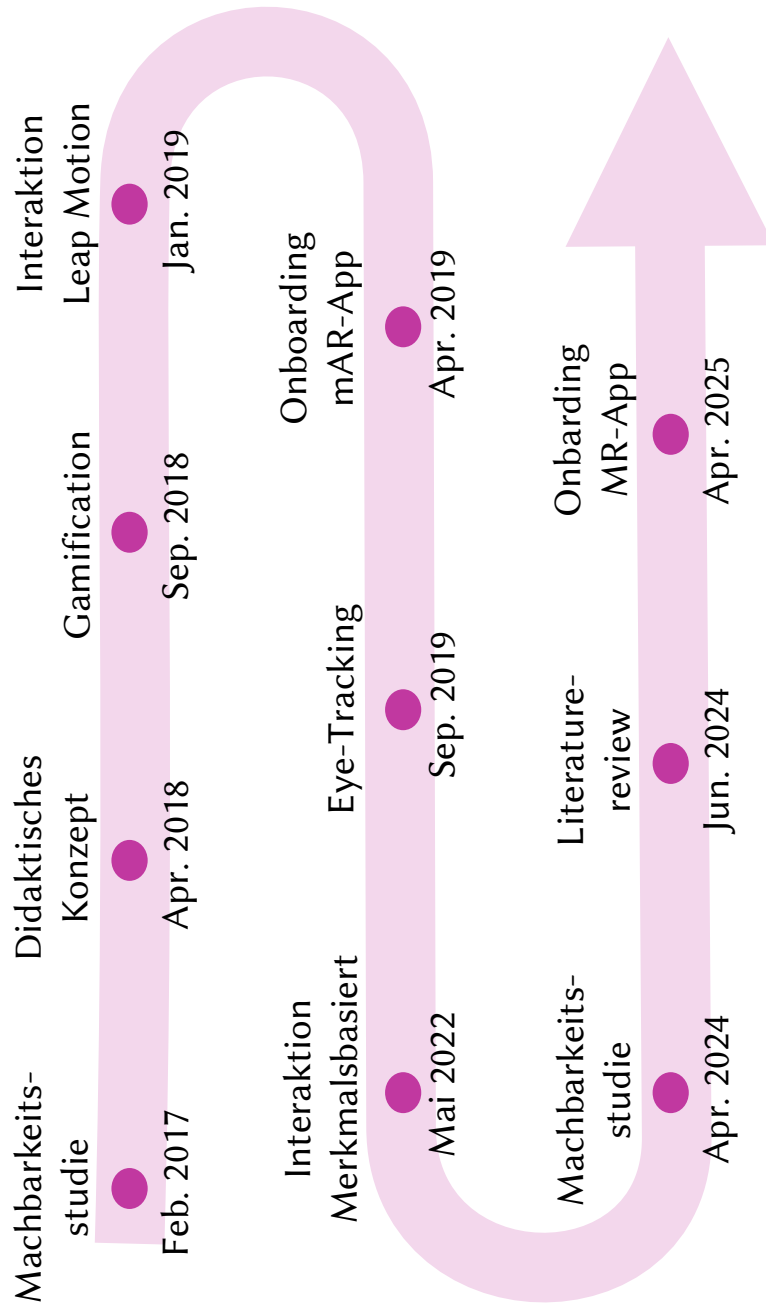 Machbarkeits-
studie
Feb. 2017
Didaktisches
Konzept
Apr. 2018
Gamification
Sep. 2018
Interaktion
Leap Motion
Jan. 2019
Onboarding
mAR-App
Apr. 2019
Eye-Tracking
Sep. 2019
Interaktion
Merkmalsbasiert
Mai 2022
Machbarkeits-
studie
Apr. 2024
Literature-
review
Jun. 2024
Onbarding
MR-App
Apr. 2025